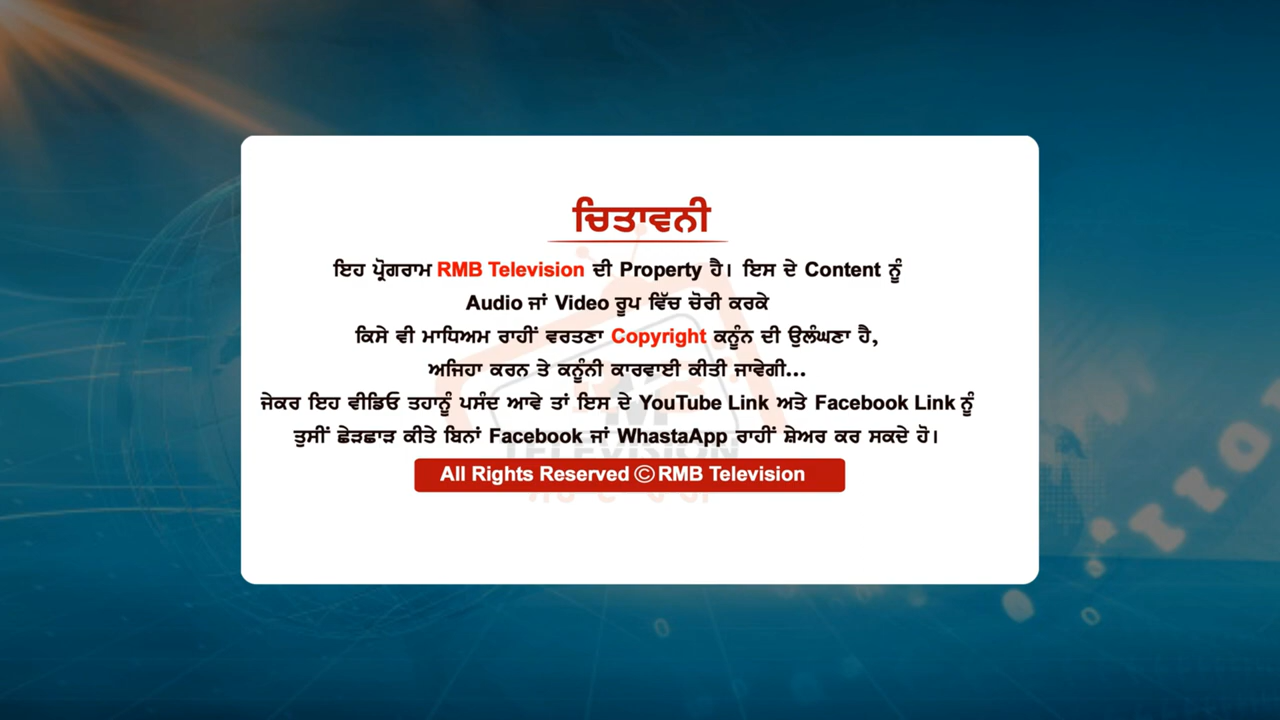 ਚਿਤਾਵਨੀ
ਇਹ ਪ੍ਰੋਗਰਾਮ RMB Television ਦੀ Property ਹੈ। ਇਸ ਦੇ Content ਨੂੰ
Audio ਜਾਂ Video ਰੂਪ ਵਿੱਚ ਚੋਰੀ ਕਰਕੇ
ਕਿਸੇ ਵੀ ਮਾਧਿਅਮ ਰਾਹੀਂ ਵਰਤਣਾ Copyright ਕਨੂੰਨ ਦੀ ਉਲੰਘਣਾ ਹੈ,
ਅਜਿਹਾ ਕਰਨ ਤੇ ਕਨੂੰਨੀ ਕਾਰਵਾਈ ਕੀਤੀ ਜਾਵੇਗੀ...
ਜੇਕਰ ਇਹ ਵੀਡਿਓ ਤਹਾਨੂੰ ਪਸੰਦ ਆਵੇ ਤਾਂ ਇਸ ਦੇ YouTube Link ਅਤੇ Facebook Link ਨੂੰ
ਤੁਸੀਂ ਛੇੜਛਾੜ ਕੀਤੇ ਬਿਨਾਂ Facebook ਜਾਂ WhastaApp ਰਾਹੀਂ ਸ਼ੇਅਰ ਕਰ ਸਕਦੇ ਹੋ।
TELEVISION
All Rights Reserved © RMB Television